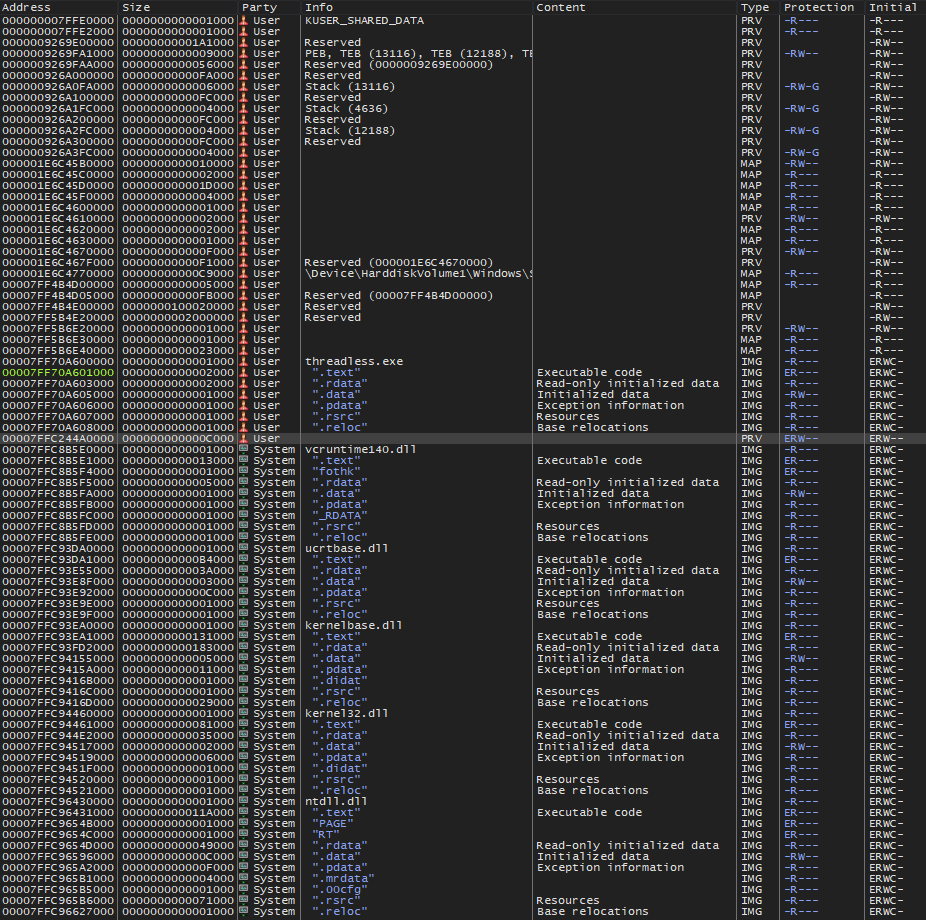 Address Size Party Info Content Type Protection Initial
000000007FFE0000 0000000000001000 User KUSER_SHARED_DATA PRV -R--- -R---
000000007FFE2000 0000000000001000 User PRV -R--- -R---
0000009269E00000 00000000001A1000 User Reserved PRV -RW--
0000009269FA1000 0000000000009000 User PEB, TEB (13116), TEB (12188), TE PRV -RW-- -RW--
0000009269FAA000 0000000000056000 User Reserved (0000009269E00000) PRV -RW--
000000926A000000 00000000000FA000 User Reserved PRV -RW--
000000926A0FA000 0000000000006000 User Stack (13116) PRV -RW-G -RW--
000000926A100000 00000000000FC000 User Reserved PRV -RW--
000000926A1FC000 0000000000004000 User Stack (4636) PRV -RW-G -RW--
000000926A200000 00000000000FC000 User Reserved PRV -RW--
000000926A2FC000 0000000000004000 User Stack (12188) PRV -RW-G -RW--
000000926A300000 00000000000FC000 User Reserved PRV -RW--
000000926A3FC000 0000000000004000 User PRV -RW-G -RW--
000001E6C45B0000 0000000000010000 User MAP -RW-- -RW--
000001E6C45C0000 0000000000002000 User MAP -R--- -R---
000001E6C45D0000 000000000001D000 User MAP -R--- -R---
000001E6C45F0000 0000000000004000 User MAP -R--- -R---
000001E6C4600000 0000000000001000 User MAP -R--- -R---
000001E6C4610000 0000000000002000 User PRV -RW-- -RW--
000001E6C4620000 0000000000002000 User MAP -R--- -R---
000001E6C4630000 0000000000001000 User MAP -R--- -R---
000001E6C4670000 000000000000F000 User PRV -RW-- -RW--
000001E6C467F000 00000000000F1000 User Reserved (000001E6C4670000) PRV -RW--
000001E6C4770000 00000000000C9000 User \Device\HarddiskVolume1\Windows\S MAP -R--- -R---
00007FF4B4D00000 0000000000005000 User MAP -R--- -R---
00007FF4B4D05000 00000000000FB000 User Reserved (00007FF4B4D00000) MAP -R---
00007FF4B4E00000 0000000100020000 User Reserved PRV -RW--
00007FF5B4E20000 0000000002000000 User Reserved PRV -RW--
00007FF5B6E20000 0000000000001000 User PRV -RW-- -RW--
00007FF5B6E30000 0000000000001000 User MAP -R--- -R---
00007FF5B6E40000 0000000000023000 User MAP -R--- -R---
00007FF70A600000 0000000000001000 User threadless.exe IMG -R--- ERWC-
00007FF70A601000 0000000000002000 User ".text" Executable code IMG ER--- ERWC-
00007FF70A603000 0000000000002000 User ".rdata" Read-only initialized data IMG -R--- ERWC-
00007FF70A605000 0000000000001000 User ".data" Initialized data IMG -RW-- ERWC-
00007FF70A606000 0000000000001000 User ".pdata" Exception information IMG -R--- ERWC-
00007FF70A607000 0000000000001000 User ".rsrc" Resources IMG -R--- ERWC-
00007FF70A608000 0000000000001000 User ".reloc" Base relocations IMG -R--- ERWC-
00007FFC244A0000 000000000000C000 User PRV ERW-- ERW--
00007FFC8B5E0000 0000000000001000 System vcruntime140.dll IMG -R--- ERWC-
00007FFC8B5E1000 0000000000013000 System ".text" Executable code IMG ER--- ERWC-
00007FFC8B5F4000 0000000000001000 System "fothk" IMG ER--- ERWC-
00007FFC8B5F5000 0000000000005000 System ".rdata" Read-only initialized data IMG -R--- ERWC-
00007FFC8B5FA000 0000000000001000 System ".data" Initialized data IMG -RW-- ERWC-
00007FFC8B5FB000 0000000000001000 System ".pdata" Exception information IMG -R--- ERWC-
00007FFC8B5FC000 0000000000001000 System "_RDATA" IMG -R--- ERWC-
00007FFC8B5FD000 0000000000001000 System ".rsrc" Resources IMG -R--- ERWC-
00007FFC8B5FE000 0000000000001000 System ".reloc" Base relocations IMG -R--- ERWC-
00007FFC93DA0000 0000000000001000 System ucrtbase.dll IMG -R--- ERWC-
00007FFC93DA1000 00000000000B4000 System ".text" Executable code IMG ER--- ERWC-
00007FFC93E55000 000000000003A000 System ".rdata" Read-only initialized data IMG -R--- ERWC-
00007FFC93E8F000 0000000000003000 System ".data" Initialized data IMG -RW-- ERWC-
00007FFC93E92000 000000000000C000 System ".pdata" Exception information IMG -R--- ERWC-
00007FFC93E9E000 0000000000001000 System ".rsrc" Resources IMG -R--- ERWC-
00007FFC93E9F000 0000000000001000 System ".reloc" Base relocations IMG -R--- ERWC-
00007FFC93EA0000 0000000000001000 System kernelbase.dll IMG -R--- ERWC-
00007FFC93EA1000 0000000000131000 System ".text" Executable code IMG ER--- ERWC-
00007FFC93FD2000 0000000000183000 System ".rdata" Read-only initialized data IMG -R--- ERWC-
00007FFC94155000 0000000000005000 System ".data" Initialized data IMG -RW-- ERWC-
00007FFC9415A000 0000000000011000 System ".pdata" Exception information IMG -R--- ERWC-
00007FFC9416B000 0000000000001000 System ".didat" IMG -R--- ERWC-
00007FFC9416C000 0000000000001000 System ".rsrc" Resources IMG -R--- ERWC-
00007FFC9416D000 0000000000029000 System ".reloc" Base relocations IMG -R--- ERWC-
00007FFC94460000 0000000000001000 System kernel32.dll IMG -R--- ERWC-
00007FFC94461000 0000000000081000 System ".text" Executable code IMG ER--- ERWC-
00007FFC944E2000 0000000000035000 System ".rdata" Read-only initialized data IMG -R--- ERWC-
00007FFC94517000 0000000000002000 System ".data" Initialized data IMG -RW-- ERWC-
00007FFC94519000 0000000000006000 System ".pdata" Exception information IMG -R--- ERWC-
00007FFC9451F000 0000000000001000 System ".didat" IMG -R--- ERWC-
00007FFC94520000 0000000000001000 System ".rsrc" Resources IMG -R--- ERWC-
00007FFC94521000 0000000000001000 System ".reloc" Base relocations IMG -R--- ERWC-
00007FFC96430000 0000000000001000 System ntdll.dll IMG -R--- ERWC-
00007FFC96431000 000000000011A000 System ".text" Executable code IMG ER--- ERWC-
00007FFC9654B000 0000000000001000 System "PAGE" IMG ER--- ERWC-
00007FFC9654C000 0000000000001000 System "RT" IMG ER--- ERWC-
00007FFC9654D000 0000000000049000 System ".rdata" Read-only initialized data IMG -R--- ERWC-
00007FFC96596000 000000000000C000 System ".data" Initialized data IMG -RW-- ERWC-
00007FFC965A2000 000000000000F000 System ".pdata" Exception information IMG -R--- ERWC-
00007FFC965B1000 0000000000004000 System ".mrdata" IMG -R--- ERWC-
00007FFC965B5000 0000000000001000 System ".00cfg" IMG -R--- ERWC-
00007FFC965B6000 0000000000071000 System ".rsrc" Resources IMG -R--- ERWC-
00007FFC96627000 0000000000001000 System ".reloc" Base relocations IMG -R--- ERWC-